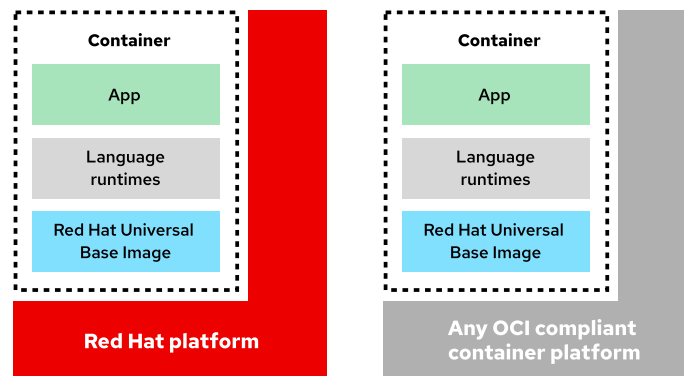 Container
App
Language
runtimes
Red Hat Universal
Base Image
Red Hat platform
Container
App
Language
runtimes
Red Hat Universal
Base Image
Any OCI compliant
container platform